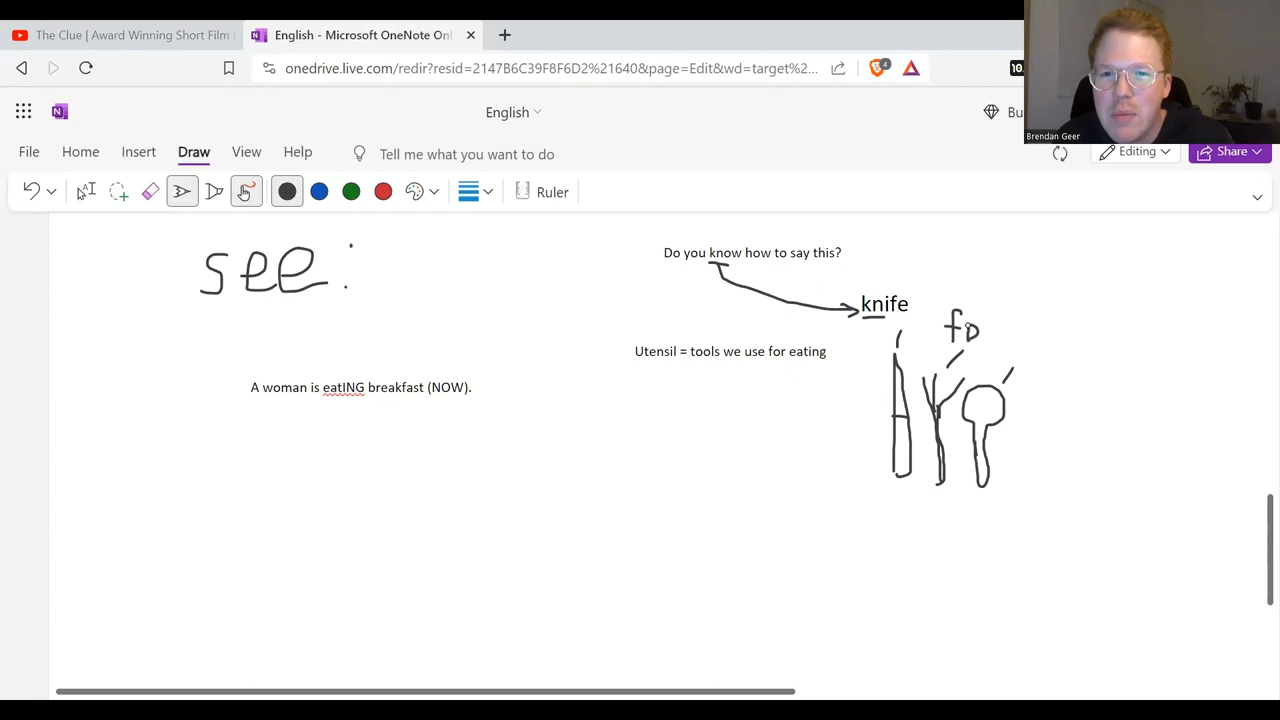 The Clue | Award Winning Short Film
English - Microsoft OneNote Onl
onedrive.live.com/redir?resid=2147B6C39F8F6D2%21640&page=Edit&wd=target%2...
4
10
Brendan Geer
English
Bu
File Home Insert Draw View Help Tell me what you want to do
Editing Share
Ruler
see:
Do you know how to say this?
knife
fo
Utensil = tools we use for eating
A woman is eatING breakfast (NOW).